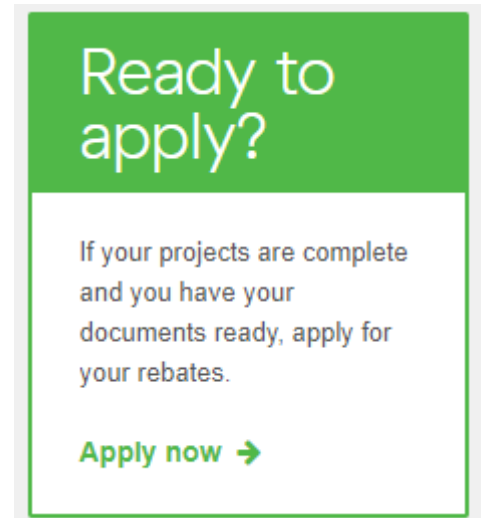 Ready to
apply?
If your projects are complete
and you have your
documents ready, apply for
your rebates.
Apply now →